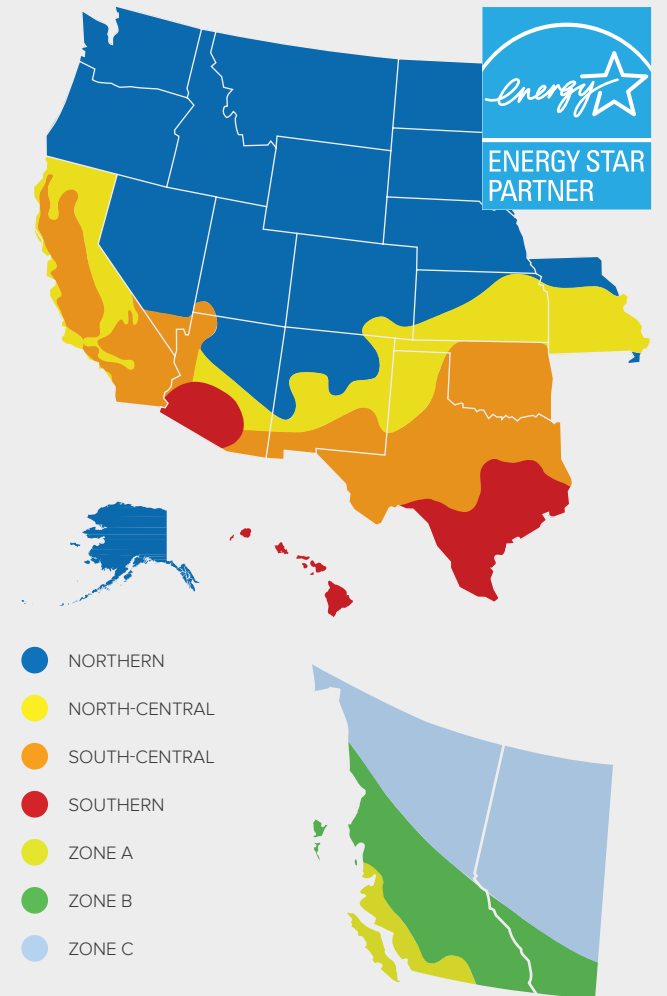 energy
ENERGY STAR
PARTNER
NORTHERN
NORTH-CENTRAL
SOUTH-CENTRAL
SOUTHERN
ZONE A
ZONE B
ZONE C